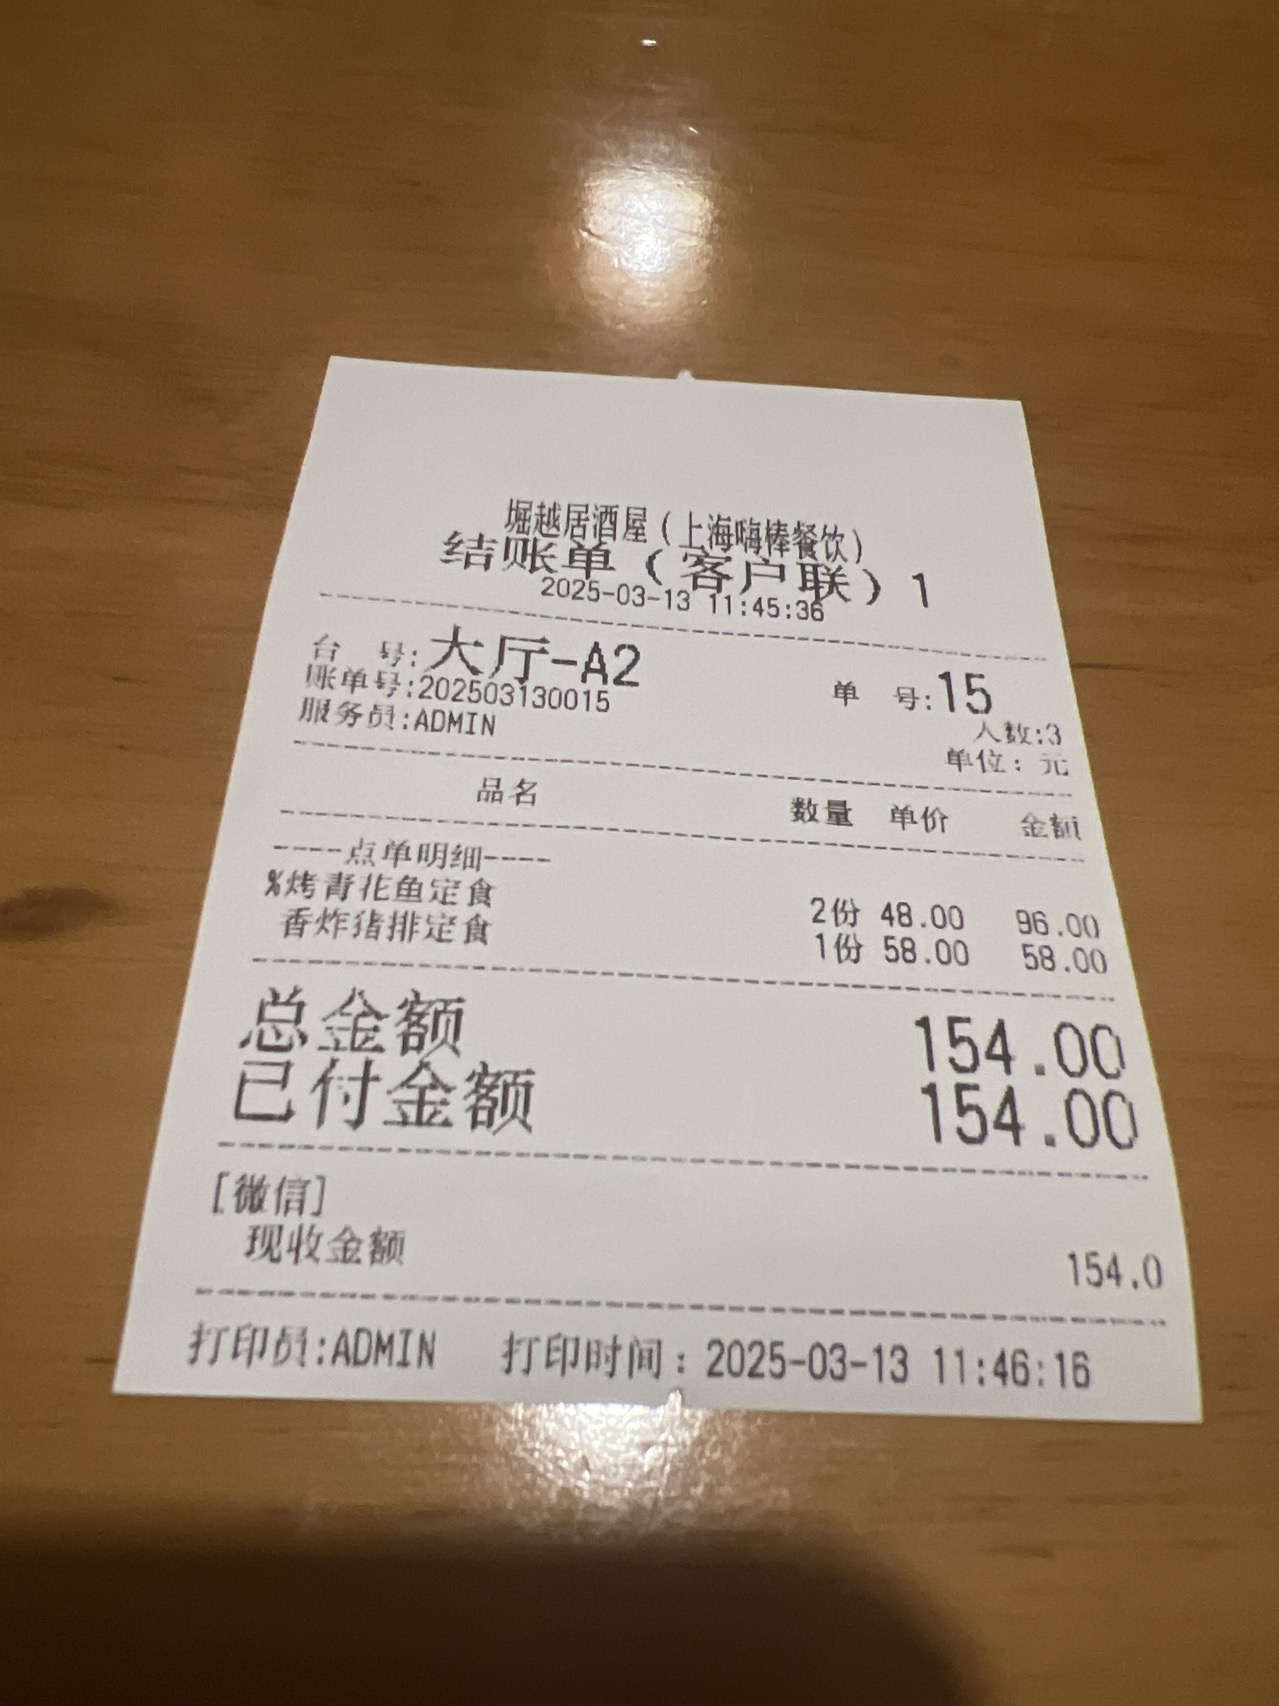 堀越居酒屋（上海嗨棒餐饮）
结账单（客户联）1
2025-03-13 11:45:36
台 号:大厅-A2 单 号:15
账单号:202503130015 人数:3
服务员:ADMIN 单位：元
品名 数量 单价 金额
----点单明细----
%烤青花鱼定食 2份 48.00 96.00
香炸猪排定食 1份 58.00 58.00
总金额 154.00
已付金额 154.00
[微信]
现收金额 154.0
打印员:ADMIN 打印时间：2025-03-13 11:46:16